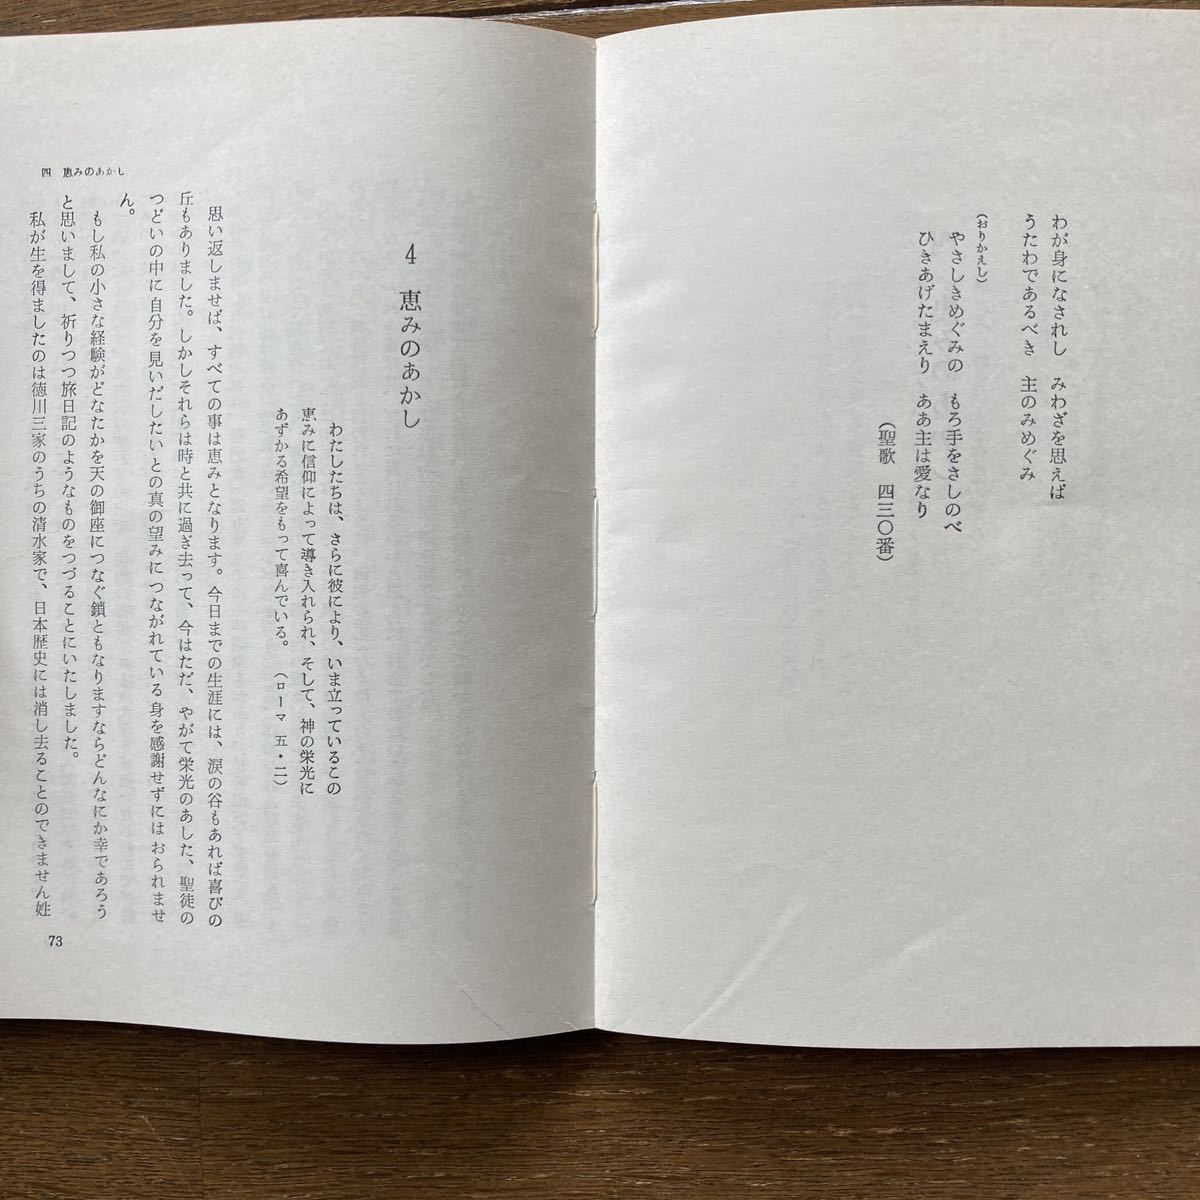 わが身になされし　みわざを思えば
うたわであるべき　主のみめぐみ
（おりかえし）
やさしきめぐみの　もろ手をさしのべ
ひきあげたまえり　ああ主は愛なり
（聖歌　四三〇番）
4　恵みのあかし
わたしたちは、さらに彼により、いま立っているこの
恵みに信仰によって導き入れられ、そして、神の栄光に
あずかる希望をもって喜んでいる。　（ローマ　五・二）
思い返しませば、すべての事は恵みとなります。今日までの生涯には、涙の谷もあれば喜びの
丘もありました。しかしそれらは時と共に過ぎ去って、今はただ、やがて栄光のあした、聖徒の
つどいの中に自分を見いだしたいとの真の望みにつながれている身を感謝せずにはおられませ
ん。
もし私の小さな経験がどなたかを天の御座につなぐ鎖ともなりますならどんなにか幸であろう
と思いまして、祈りつつ旅日記のようなものをつづることにいたしました。
私が生を得ましたのは徳川三家のうちの清水家で、日本歴史には消し去ることのできません姓
四　恵みのあかし
73